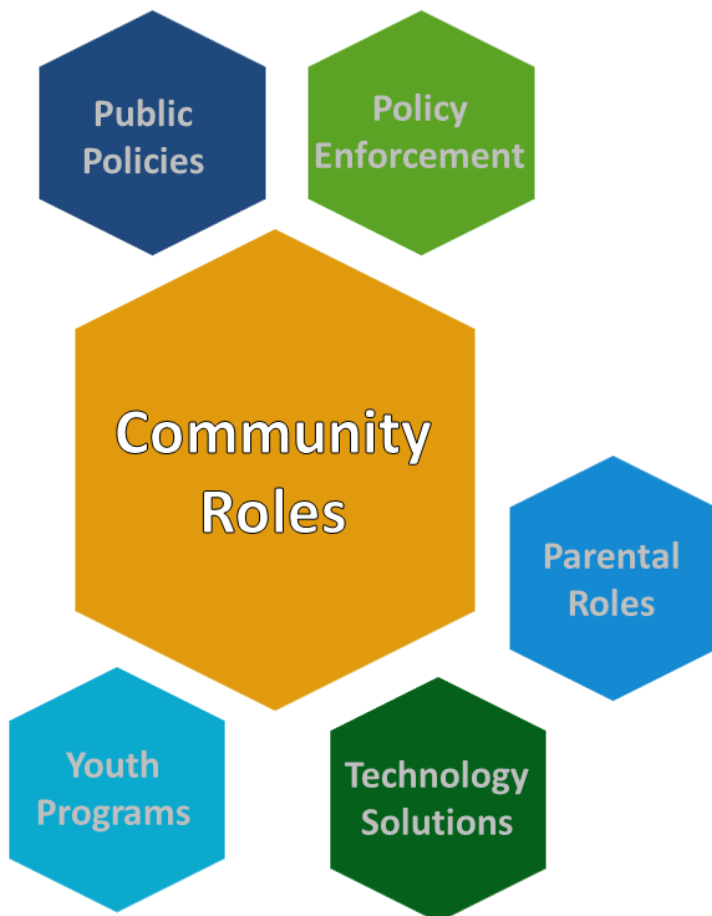 Public
Policies
Policy
Enforcement
Community
Roles
Parental
Roles
Youth
Programs
Technology
Solutions